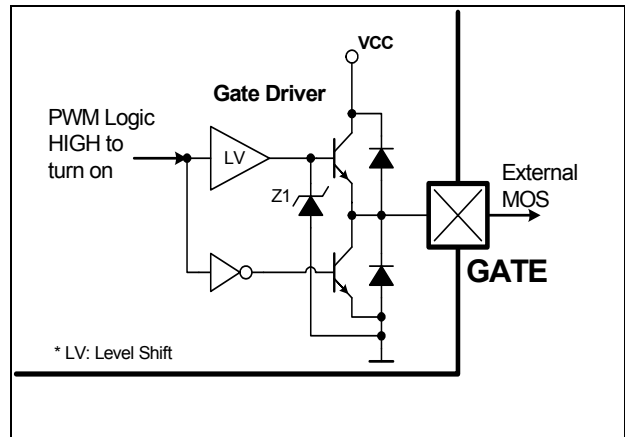 VCC
Gate Driver
PWM Logic
HIGH to
turn on
LV
Z1
External
MOS
GATE
* LV: Level Shift